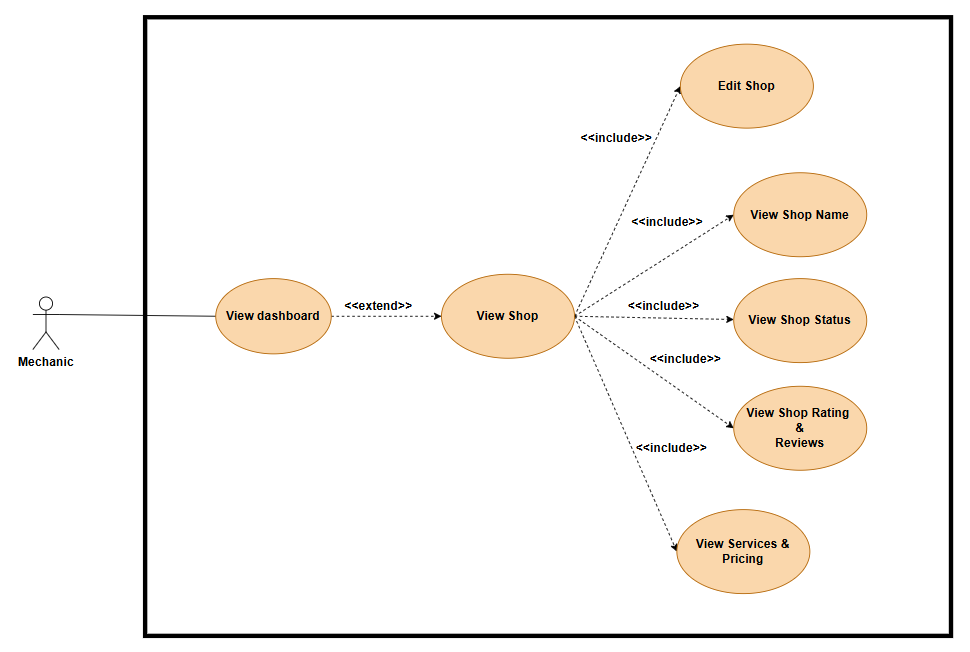 Mechanic
View dashboard
<<extend>>
View Shop
<<include>>
Edit Shop
<<include>>
View Shop Name
<<include>>
View Shop Status
<<include>>
View Shop Rating
&
Reviews
<<include>>
View Services &
Pricing